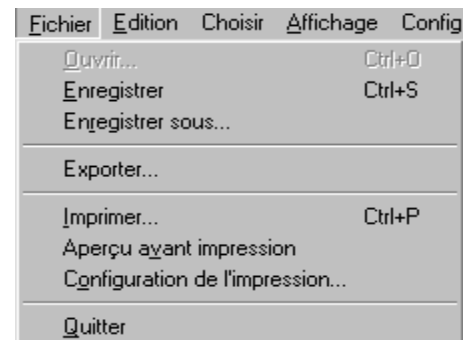 Fichier Edition Choisir Affichage Config
Ouvrir... Ctrl+O
Enregistrer Ctrl+S
Enregistrer sous...
Exporter...
Imprimer... Ctrl+P
Aperçu avant impression
Configuration de l'impression...
Quitter